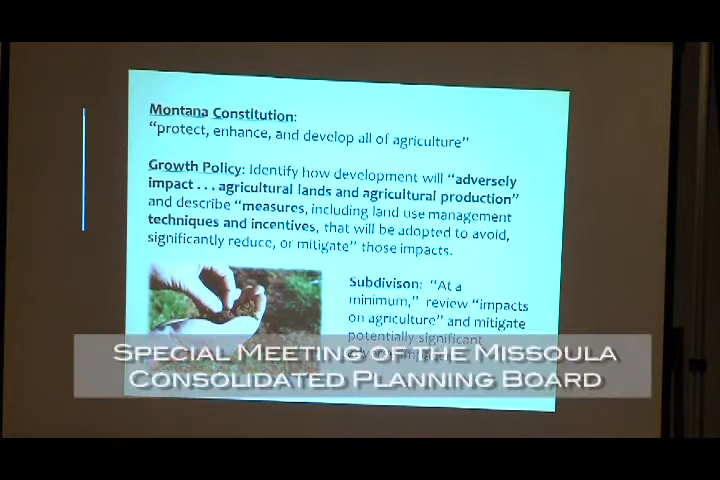 Montana Constitution:
"protect, enhance, and develop all of agriculture"
Growth Policy: Identify how development will "adversely
impact . . . agricultural lands and agricultural production"
and describe "measures, including land use management
techniques and incentives, that will be adopted to avoid,
significantly reduce, or mitigate" those impacts.
Subdivison: "At a
minimum," review "impacts
on agriculture" and mitigate
potentially significant
Special Meeting of the Missoula
Consolidated Planning Board